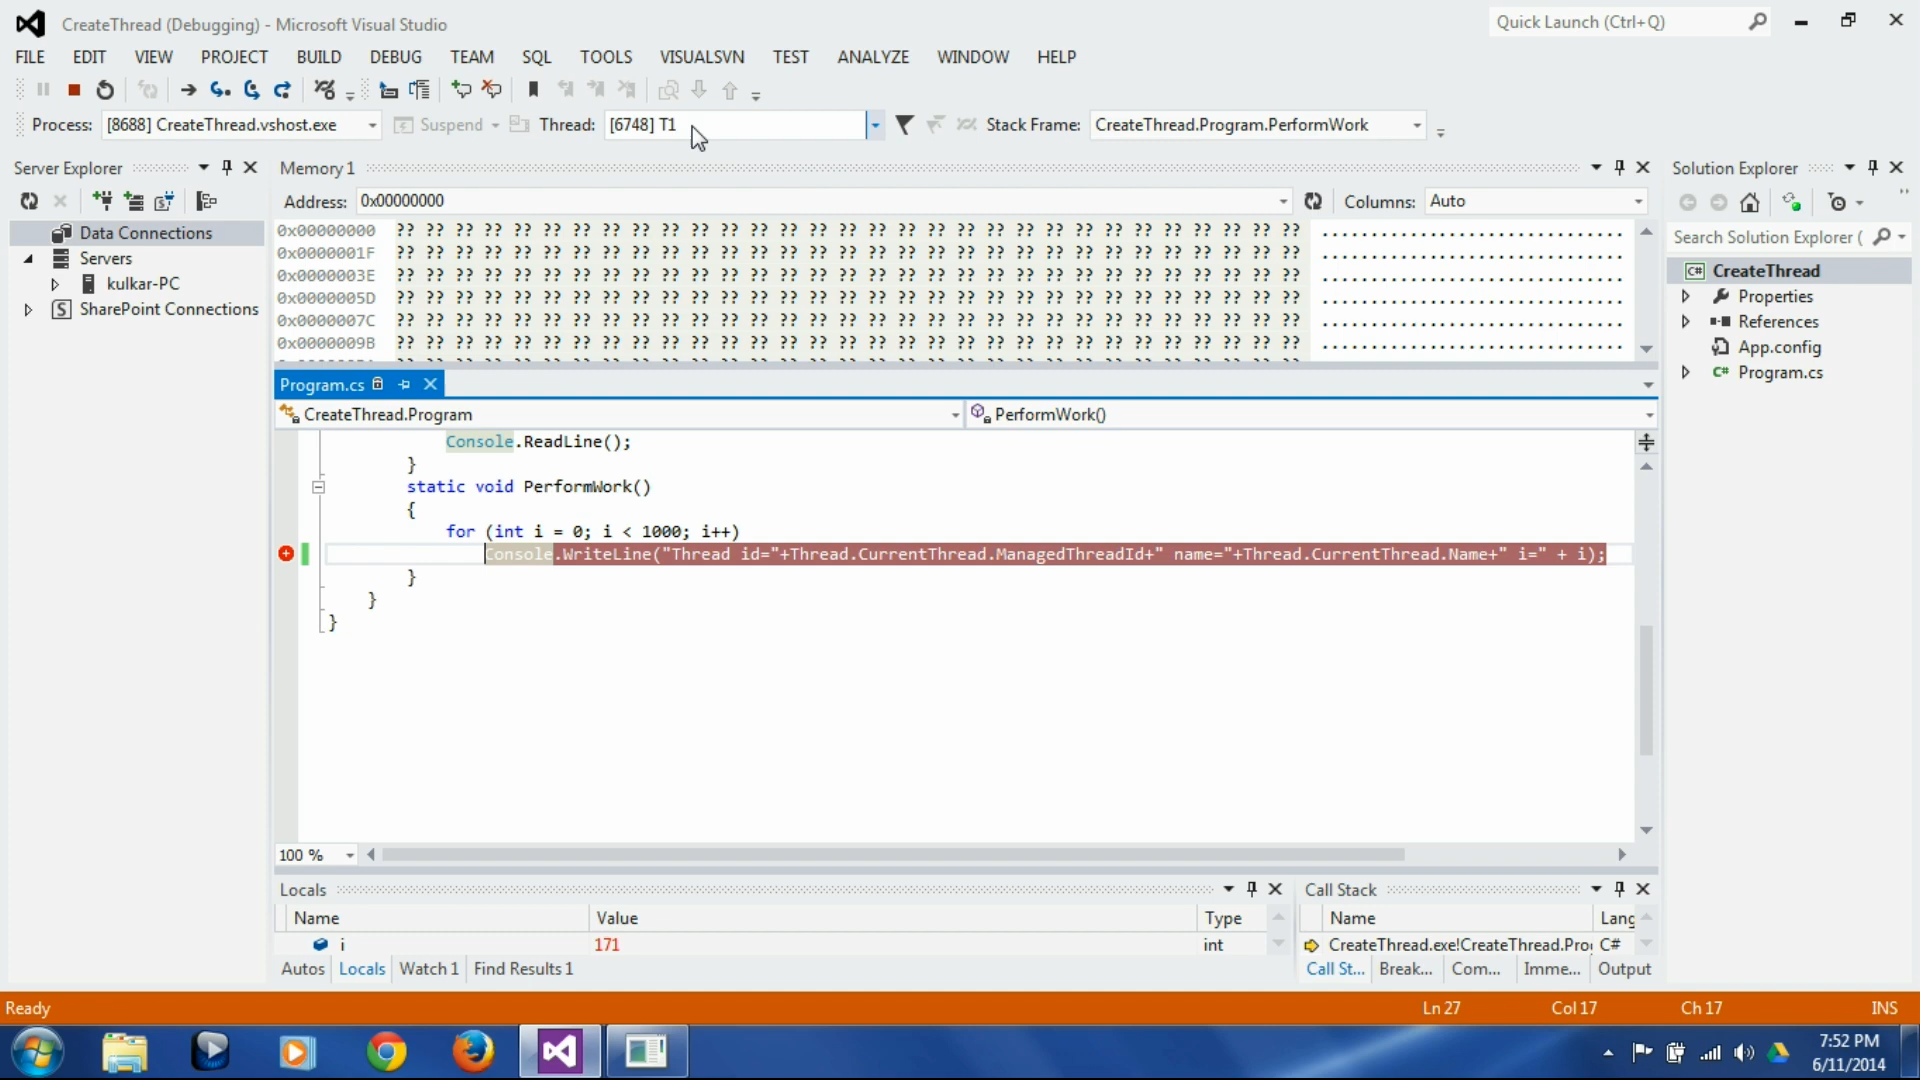 CreateThread (Debugging) - Microsoft Visual Studio
Quick Launch (Ctrl+Q)
FILE EDIT VIEW PROJECT BUILD DEBUG TEAM SQL TOOLS VISUALSVN TEST ANALYZE WINDOW HELP
Process: [8688] CreateThread.vshost.exe Suspend Thread: [6748] T1 Stack Frame: CreateThread.Program.PerformWork
Server Explorer
Data Connections
Servers
kulkar-PC
SharePoint Connections
Memory 1
Address: 0x00000000 Columns: Auto
0x00000000 ?? ?? ?? ?? ?? ?? ?? ?? ?? ?? ?? ?? ?? ?? ?? ?? ?? ?? ?? ?? ?? ?? ?? ?? ?? ?? ?? ?? ?? ?? ?? ...............................
0x0000001F ?? ?? ?? ?? ?? ?? ?? ?? ?? ?? ?? ?? ?? ?? ?? ?? ?? ?? ?? ?? ?? ?? ?? ?? ?? ?? ?? ?? ?? ?? ?? ...............................
0x0000003E ?? ?? ?? ?? ?? ?? ?? ?? ?? ?? ?? ?? ?? ?? ?? ?? ?? ?? ?? ?? ?? ?? ?? ?? ?? ?? ?? ?? ?? ?? ?? ...............................
0x0000005D ?? ?? ?? ?? ?? ?? ?? ?? ?? ?? ?? ?? ?? ?? ?? ?? ?? ?? ?? ?? ?? ?? ?? ?? ?? ?? ?? ?? ?? ?? ?? ...............................
0x0000007C ?? ?? ?? ?? ?? ?? ?? ?? ?? ?? ?? ?? ?? ?? ?? ?? ?? ?? ?? ?? ?? ?? ?? ?? ?? ?? ?? ?? ?? ?? ?? ...............................
0x0000009B ?? ?? ?? ?? ?? ?? ?? ?? ?? ?? ?? ?? ?? ?? ?? ?? ?? ?? ?? ?? ?? ?? ?? ?? ?? ?? ?? ?? ?? ?? ?? ...............................
Program.cs
CreateThread.Program PerformWork()
Console.ReadLine();
}
static void PerformWork()
{
for (int i = 0; i < 1000; i++)
Console.WriteLine("Thread id="+Thread.CurrentThread.ManagedThreadId+" name="+Thread.CurrentThread.Name+" i=" + i);
}
}
}
100 %
Locals
Name Value Type
i 171 int
Autos Locals Watch 1 Find Results 1
Call Stack
Name Lang
CreateThread.exe!CreateThread.Pro C#
Call St... Break... Com... Imme... Output
Solution Explorer
Search Solution Explorer (
C# CreateThread
Properties
References
App.config
C# Program.cs
Ready Ln 27 Col 17 Ch 17 INS
7:52 PM
6/11/2014